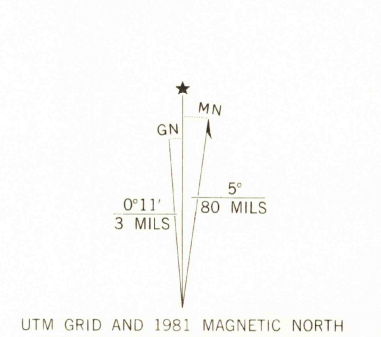 MN
GN
5°
80 MILS
0°11'
3 MILS
UTM GRID AND 1981 MAGNETIC NORTH